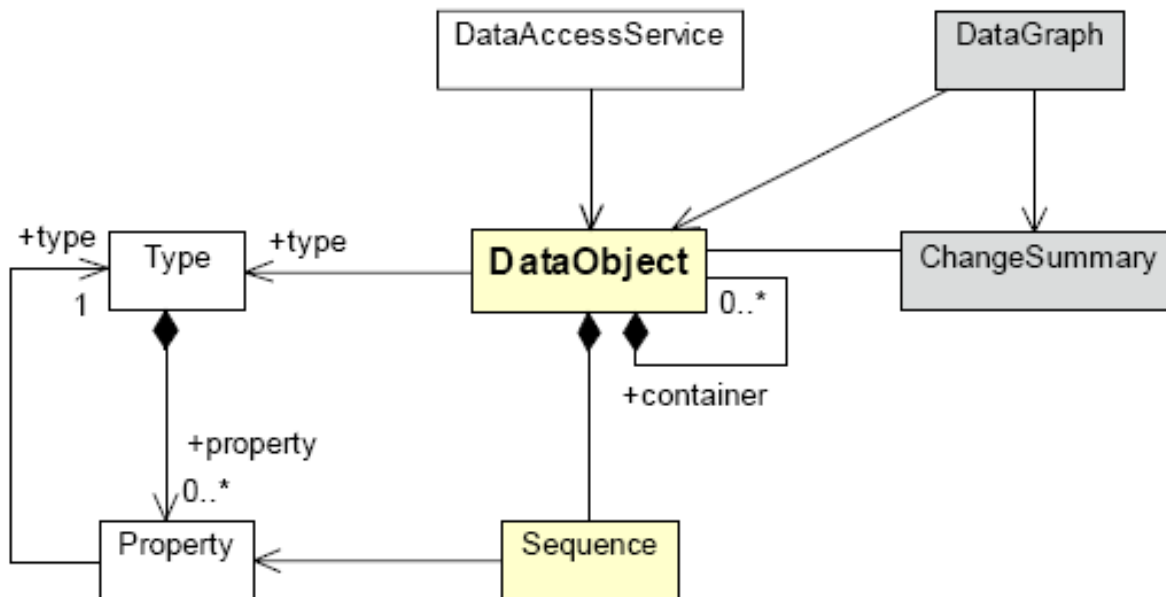 DataAccessService
DataGraph
+type
Type
+type
1
DataObject
0..*
ChangeSummary
+container
+property
0..*
Property
Sequence